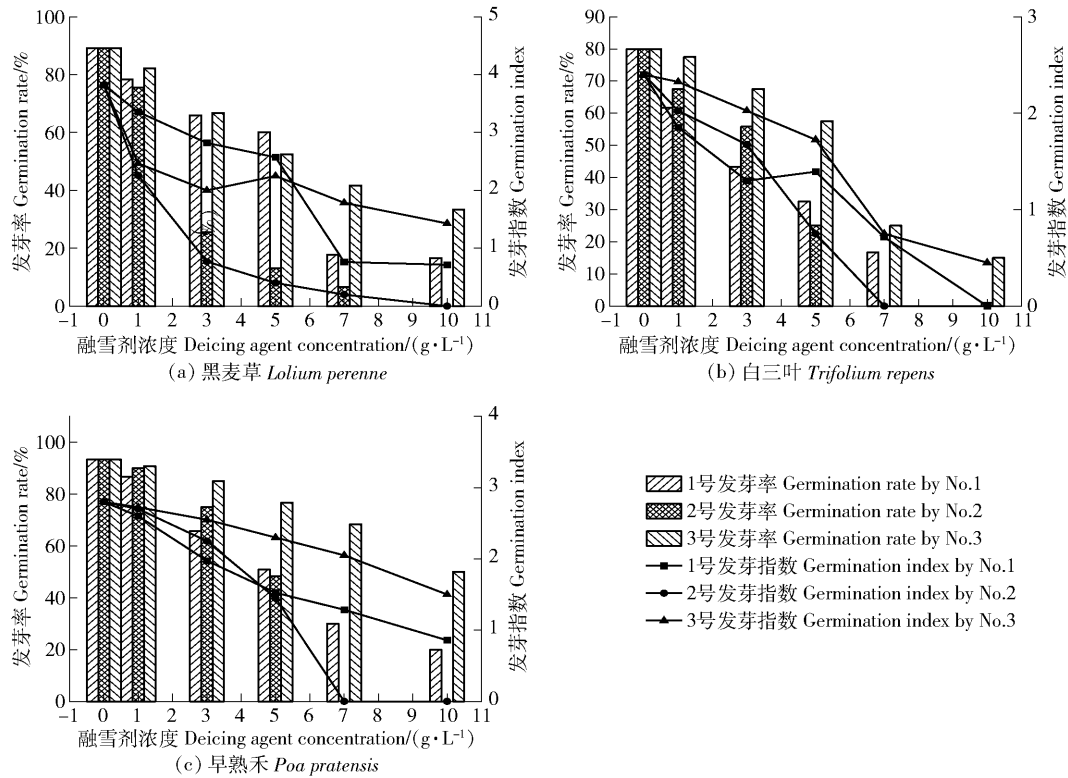 100
80
60
40
20
0
发芽率 Germination rate/%
5
4
3
2
1
0
发芽指数 Germination index
−1 0 1 2 3 4 5 6 7 8 9 10 11
融雪剂浓度 Deicing agent concentration/(g·L⁻¹)
(a) 黑麦草 Lolium perenne
90
80
70
60
50
40
30
20
10
0
发芽率 Germination rate/%
3
2
1
0
发芽指数 Germination index
−1 0 1 2 3 4 5 6 7 8 9 10 11
融雪剂浓度 Deicing agent concentration/(g·L⁻¹)
(b) 白三叶 Trifolium repens
100
80
60
40
20
0
发芽率 Germination rate/%
4
3
2
1
0
发芽指数 Germination index
−1 0 1 2 3 4 5 6 7 8 9 10 11
融雪剂浓度 Deicing agent concentration/(g·L⁻¹)
(c) 早熟禾 Poa pratensis
1号发芽率 Germination rate by No.1
2号发芽率 Germination rate by No.2
3号发芽率 Germination rate by No.3
1号发芽指数 Germination index by No.1
2号发芽指数 Germination index by No.2
3号发芽指数 Germination index by No.3